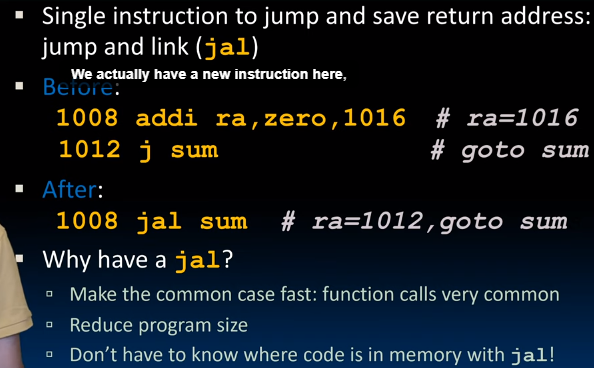 Single instruction to jump and save return address:
jump and link (jal)
We actually have a new instruction here,
Before:
1008 addi ra,zero,1016 # ra=1016
1012 j sum # goto sum
After:
1008 jal sum # ra=1012,goto sum
Why have a jal?
Make the common case fast: function calls very common
Reduce program size
Don't have to know where code is in memory with jal!